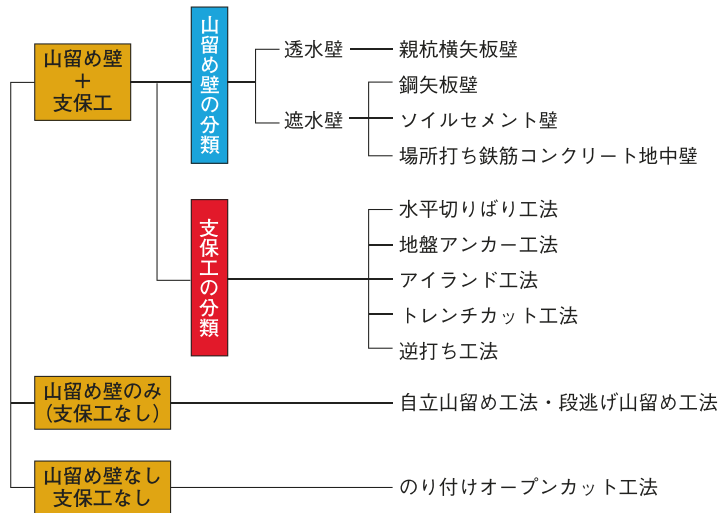 山留め壁
+
支保工
山留め壁の分類
透水壁
親杭横矢板壁
遮水壁
鋼矢板壁
ソイルセメント壁
場所打ち鉄筋コンクリート地中壁
支保工の分類
水平切りばり工法
地盤アンカー工法
アイランド工法
トレンチカット工法
逆打ち工法
山留め壁のみ
(支保工なし)
自立山留め工法・段逃げ山留め工法
山留め壁なし
支保工なし
のり付けオープンカット工法